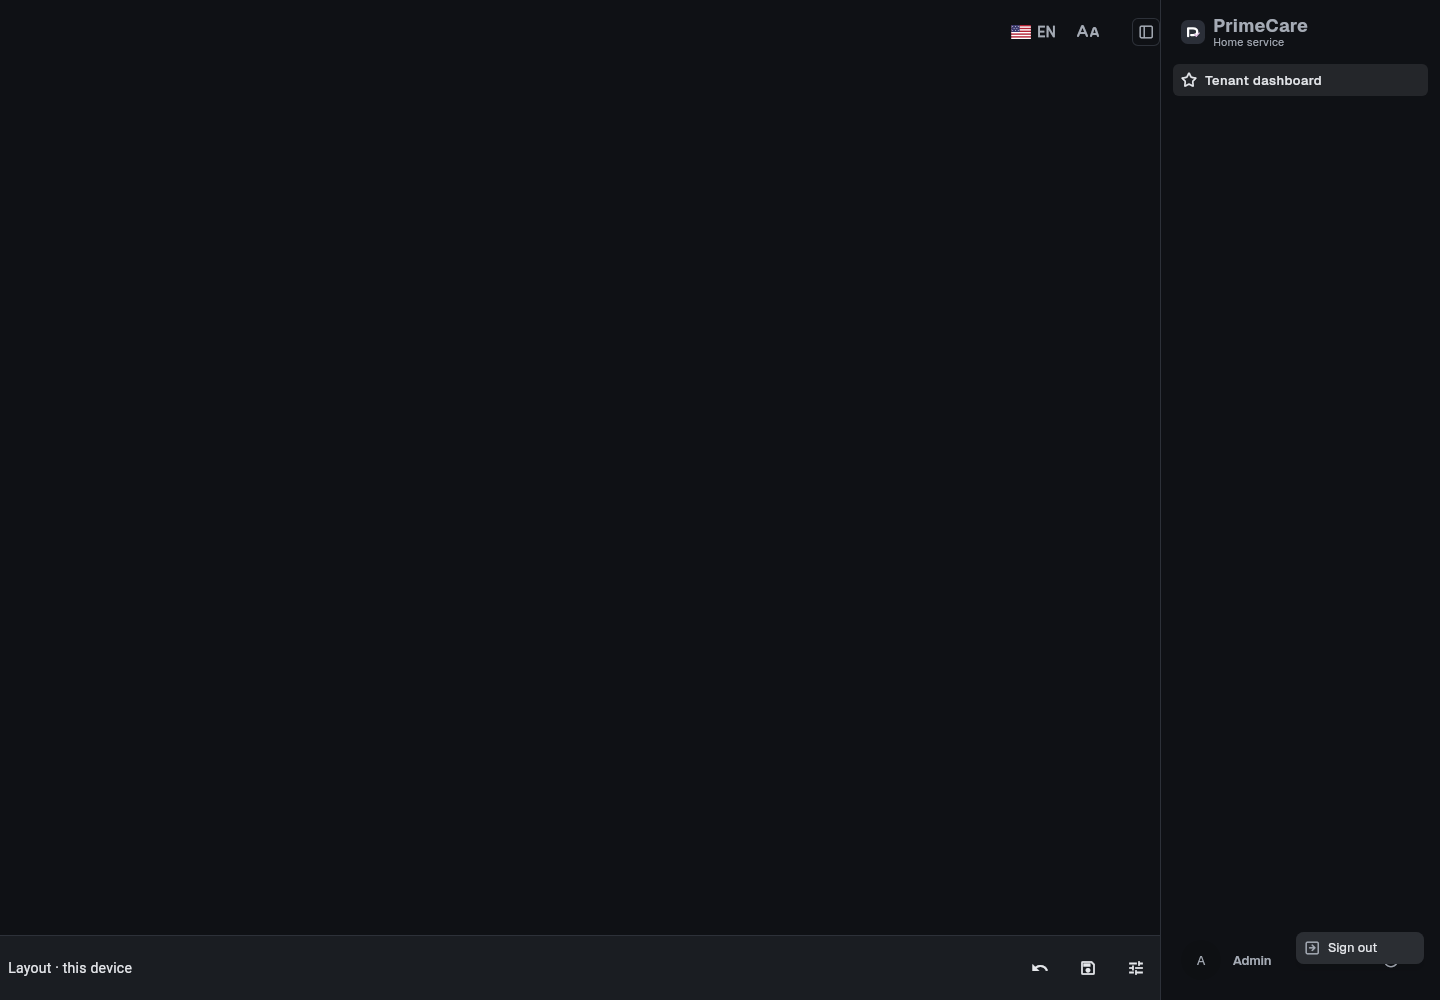 EN
AA
PrimeCare
Home service
Tenant dashboard
Layout · this device
A
Admin
Sign out